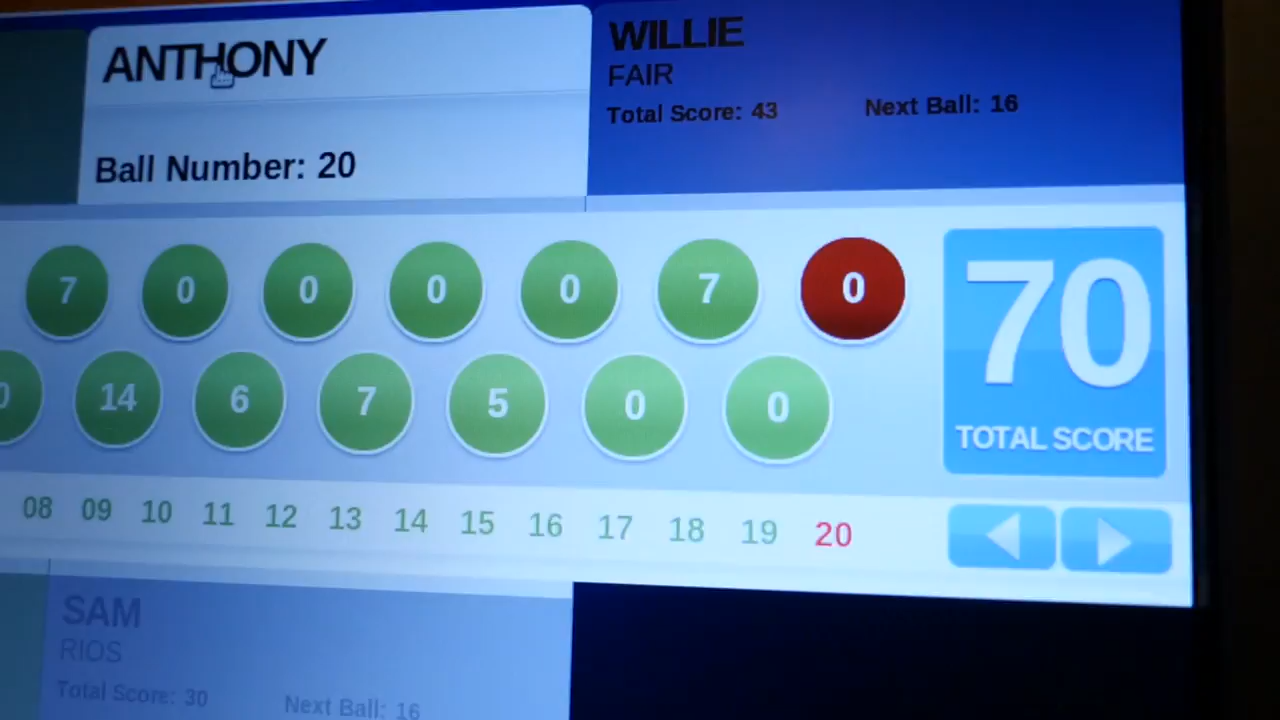 ANTHONY
Ball Number: 20
WILLIE
FAIR
Total Score: 43 Next Ball: 16
7 0 0 0 0 7 0
0 14 6 7 5 0 0
70
TOTAL SCORE
08 09 10 11 12 13 14 15 16 17 18 19 20
SAM
RIOS
Total Score: 30 Next Ball: 16